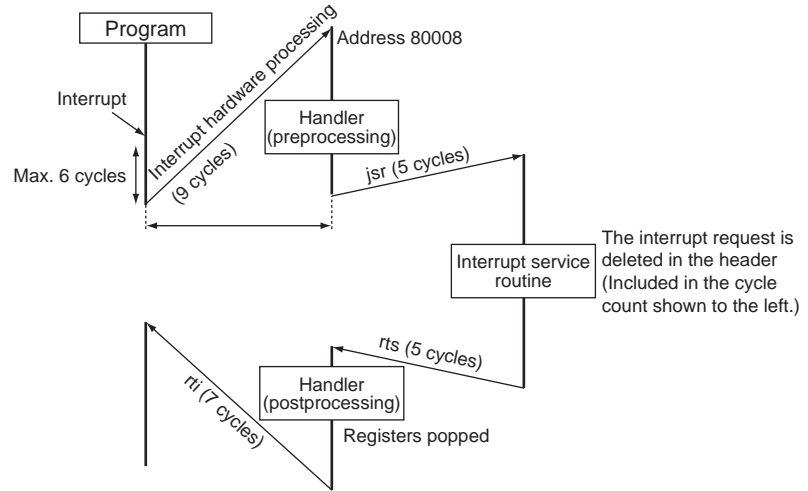 Program
Address 80008
Interrupt hardware processing
(9 cycles)
Interrupt
Max. 6 cycles
Handler
(preprocessing)
jsr (5 cycles)
Interrupt service
routine
The interrupt request is
deleted in the header
(Included in the cycle
count shown to the left.)
rts (5 cycles)
Handler
(postprocessing)
rti (7 cycles)
Registers popped